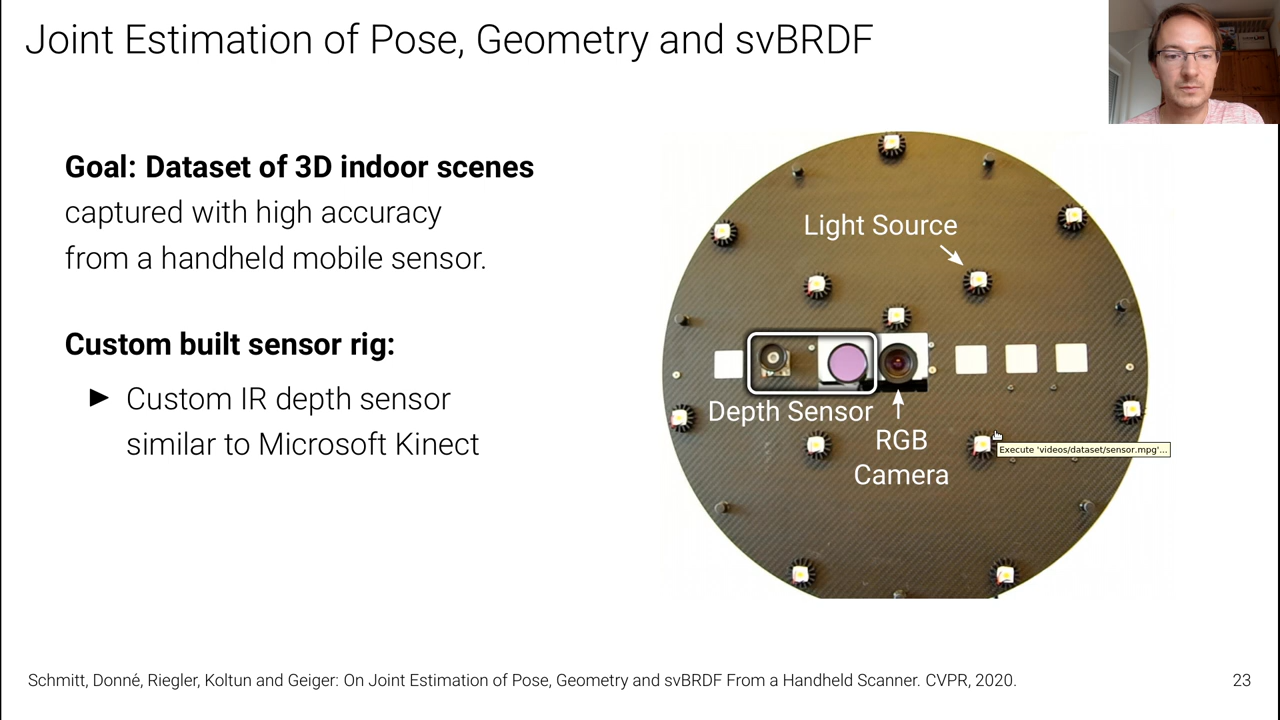 Joint Estimation of Pose, Geometry and svBRDF
Goal: Dataset of 3D indoor scenes
captured with high accuracy
from a handheld mobile sensor.
Custom built sensor rig:
► Custom IR depth sensor
similar to Microsoft Kinect
Light Source
Depth Sensor
RGB
Camera
Execute 'videos/dataset/sensor.mpg'...
Schmitt, Donné, Riegler, Koltun and Geiger: On Joint Estimation of Pose, Geometry and svBRDF From a Handheld Scanner. CVPR, 2020.
23